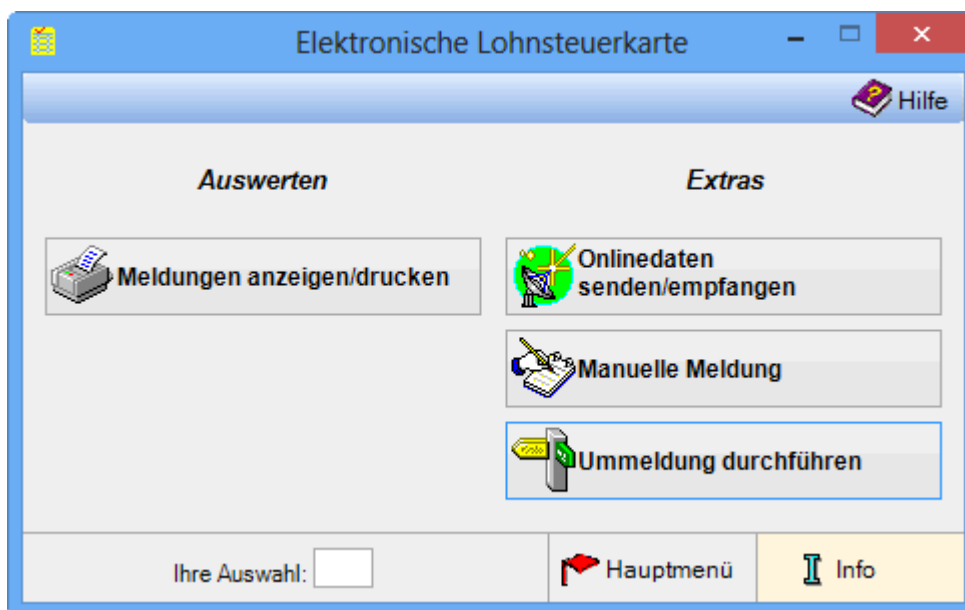 Elektronische Lohnsteuerkarte
Hilfe
Auswerten
Extras
Meldungen anzeigen/drucken
Onlinedaten
senden/empfangen
Manuelle Meldung
Ummeldung durchführen
Ihre Auswahl:
Hauptmenü
Info